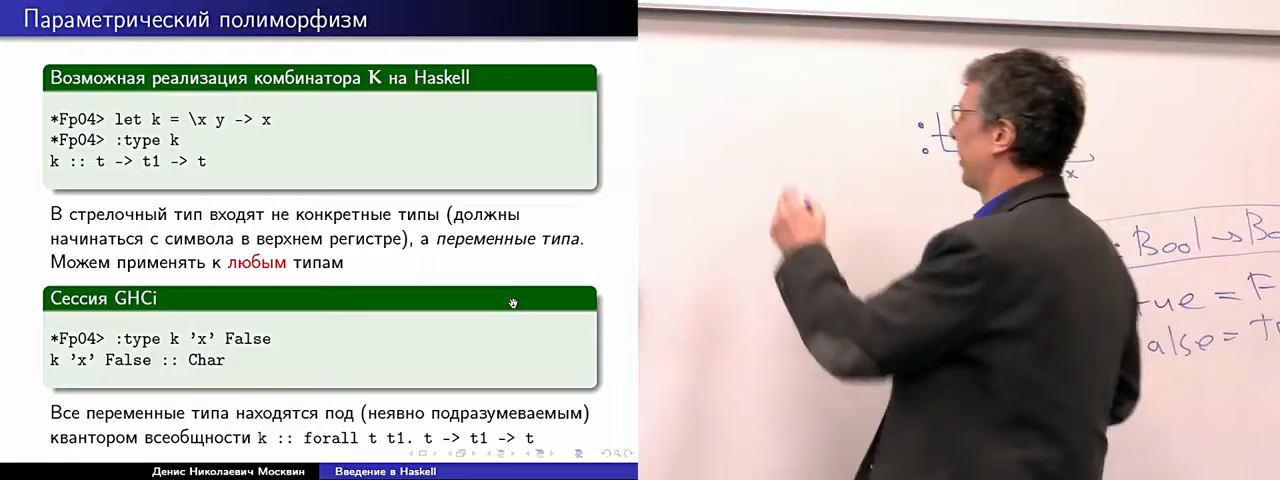 Параметрический полиморфизм
Возможная реализация комбинатора K на Haskell
*Fp04> let k = \x y -> x
*Fp04> :type k
k :: t -> t1 -> t
В стрелочный тип входят не конкретные типы (должны
начинаться с символа в верхнем регистре), а переменные типа.
Можем применять к любым типам
Сессия GHCi
*Fp04> :type k 'x' False
k 'x' False :: Char
Все переменные типа находятся под (неявно подразумеваемым)
квантором всеобщности k :: forall t t1. t -> t1 -> t
Денис Николаевич Москвин Введение в Haskell
:t
x
: Bool →
= F